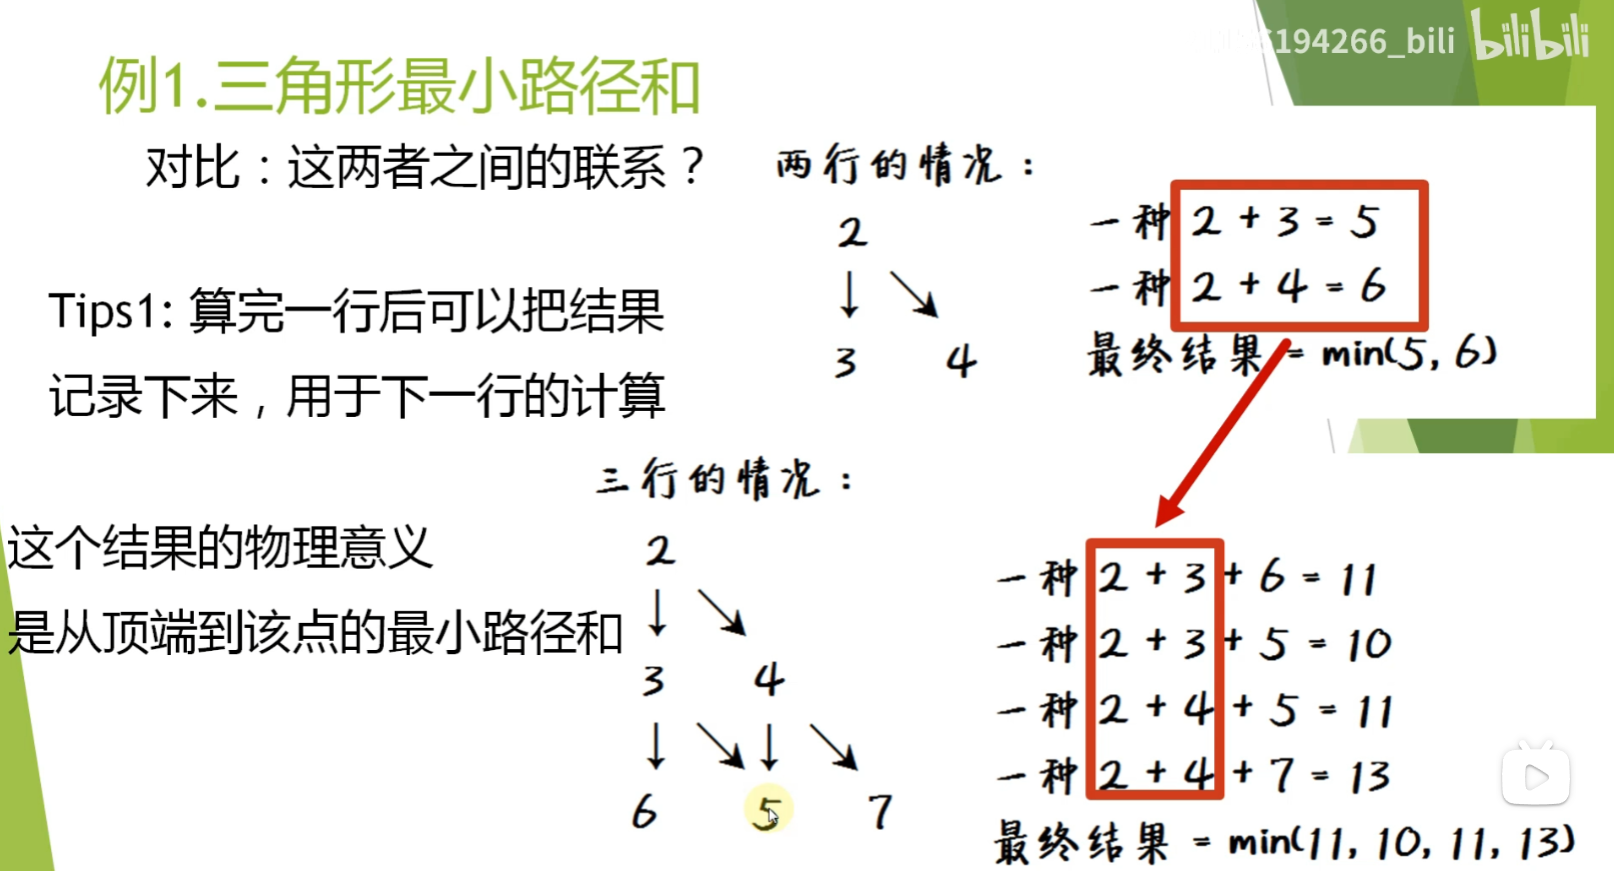 194266_bili bilibili
例1.三角形最小路径和
对比：这两者之间的联系？
两行的情况：
2
3 4
一种 2 + 3 = 5
一种 2 + 4 = 6
最终结果 = min(5, 6)
Tips1: 算完一行后可以把结果
记录下来，用于下一行的计算
三行的情况：
这个结果的物理意义
是从顶端到该点的最小路径和
2
3 4
6 5 7
一种 2 + 3 + 6 = 11
一种 2 + 3 + 5 = 10
一种 2 + 4 + 5 = 11
一种 2 + 4 + 7 = 13
最终结果 = min(11, 10, 11, 13)